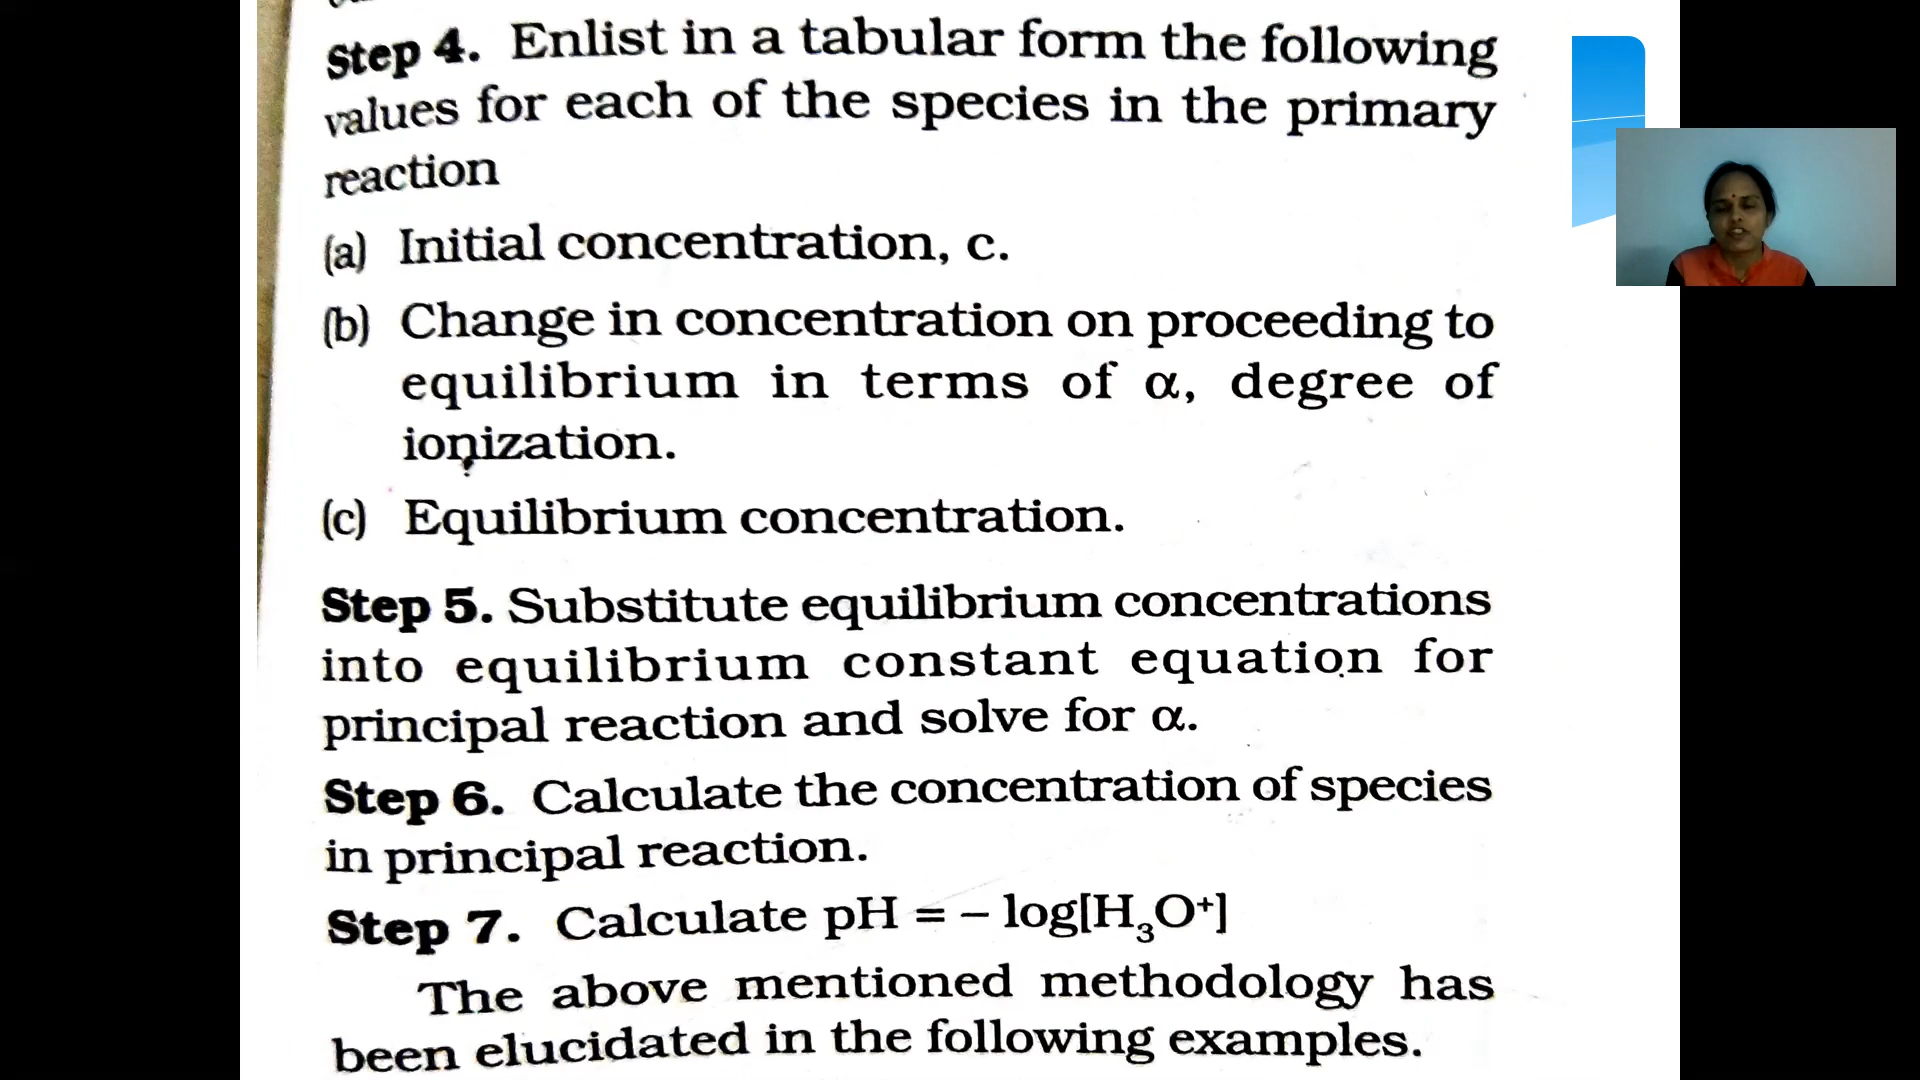 Step 4. Enlist in a tabular form the following
values for each of the species in the primary
reaction
(a) Initial concentration, c.
(b) Change in concentration on proceeding to
equilibrium in terms of α, degree of
ionization.
(c) Equilibrium concentration.
Step 5. Substitute equilibrium concentrations
into equilibrium constant equation for
principal reaction and solve for α.
Step 6. Calculate the concentration of species
in principal reaction.
Step 7. Calculate pH = – log[H₃O⁺]
The above mentioned methodology has
been elucidated in the following examples.